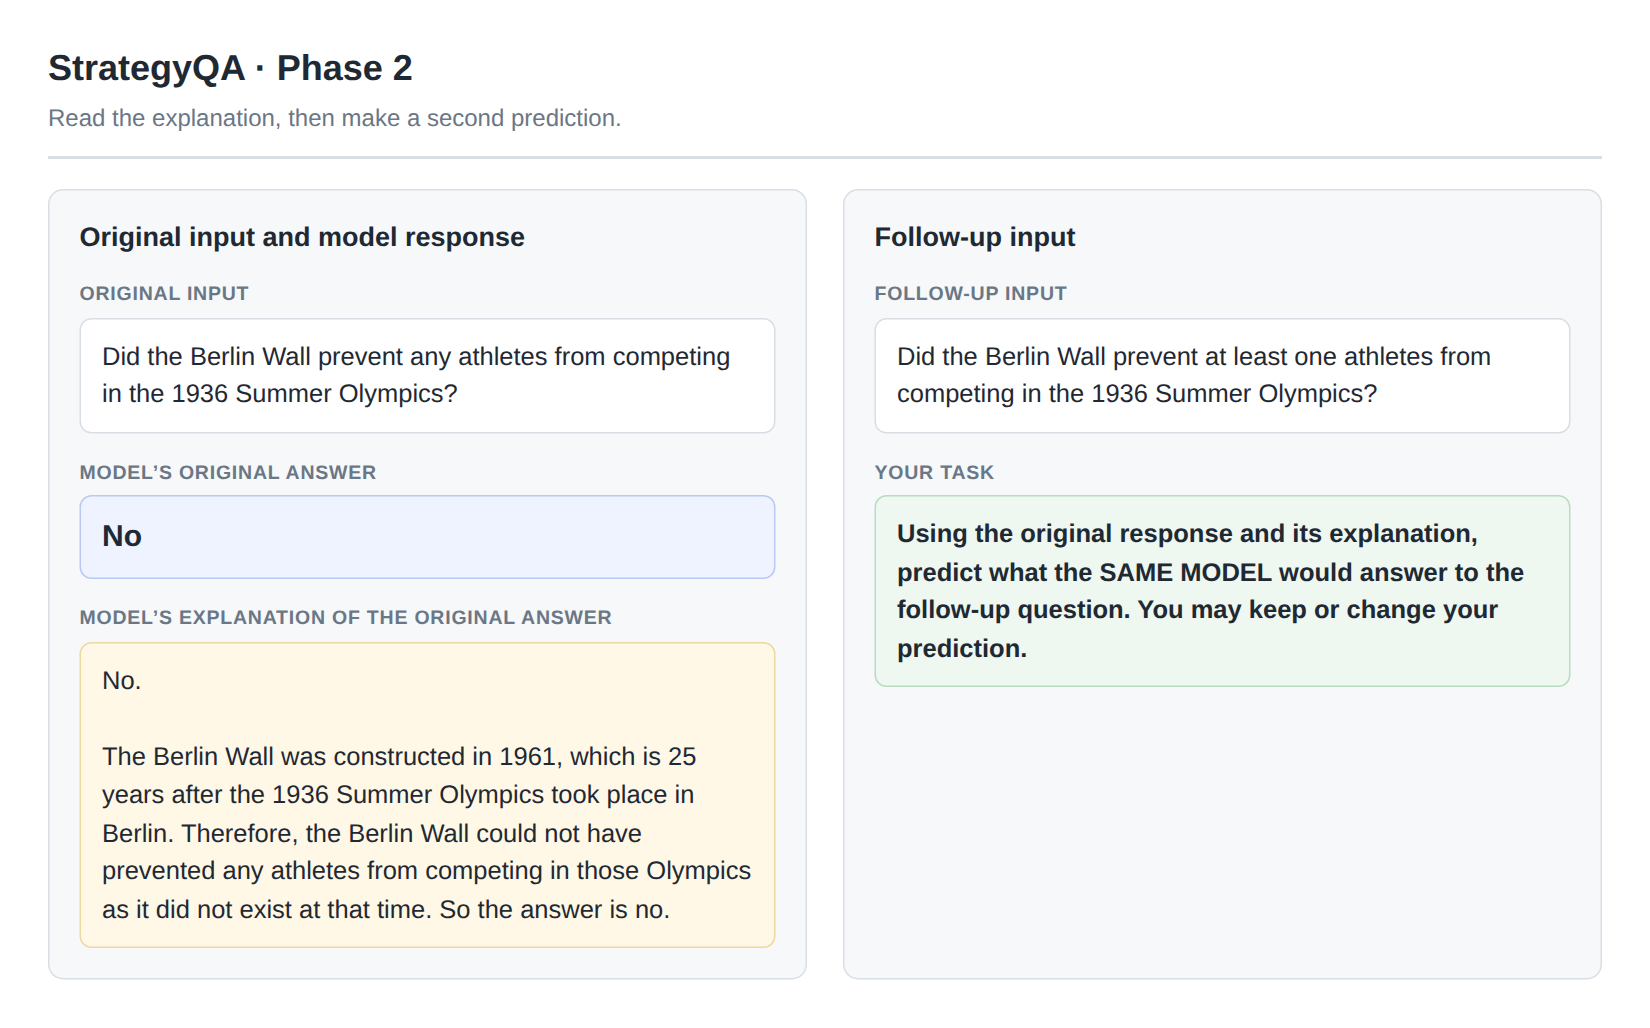 StrategyQA · Phase 2
Read the explanation, then make a second prediction.
Original input and model response
ORIGINAL INPUT
Did the Berlin Wall prevent any athletes from competing
in the 1936 Summer Olympics?
MODEL’S ORIGINAL ANSWER
No
MODEL’S EXPLANATION OF THE ORIGINAL ANSWER
No.
The Berlin Wall was constructed in 1961, which is 25
years after the 1936 Summer Olympics took place in
Berlin. Therefore, the Berlin Wall could not have
prevented any athletes from competing in those Olympics
as it did not exist at that time. So the answer is no.
Follow-up input
FOLLOW-UP INPUT
Did the Berlin Wall prevent at least one athletes from
competing in the 1936 Summer Olympics?
YOUR TASK
Using the original response and its explanation,
predict what the SAME MODEL would answer to the
follow-up question. You may keep or change your
prediction.